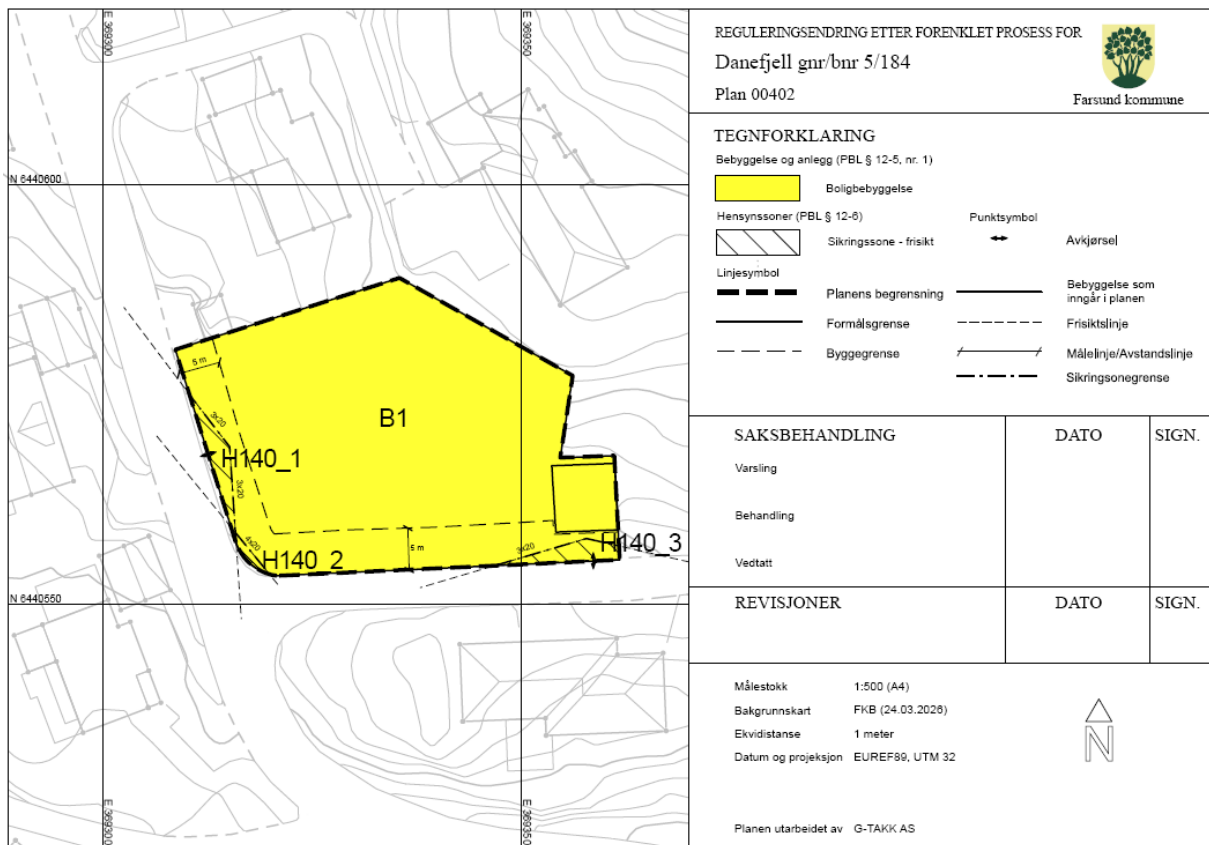 E 369300
E 369350
N 6440600
5 m
B1
3x20
H140_1
3x20
4x20
H140_2
5 m
3x20
H140_3
N 6440550
E 369300
E 369350
REGULERINGSENDRING ETTER FORENKLET PROSESS FOR
Danefjell gnr/bnr 5/184
Plan 00402
Farsund kommune
TEGNFORKLARING
Bebyggelse og anlegg (PBL § 12-5, nr. 1)
Boligbebyggelse
Hensynssoner (PBL § 12-6)
Punktsymbol
Sikringssone - frisikt
Avkjørsel
Linjesymbol
Planens begrensning
Bebyggelse som
inngår i planen
Formålsgrense
Frisiktslinje
Byggegrense
Målelinje/Avstandslinje
Sikringsonegrense
SAKSBEHANDLING DATO SIGN.
Varsling
Behandling
Vedtatt
REVISJONER DATO SIGN.
Målestokk 1:500 (A4)
Bakgrunnskart FKB (24.03.2026)
Ekvidistanse 1 meter
Datum og projeksjon EUREF89, UTM 32
N
Planen utarbeidet av G-TAKK AS